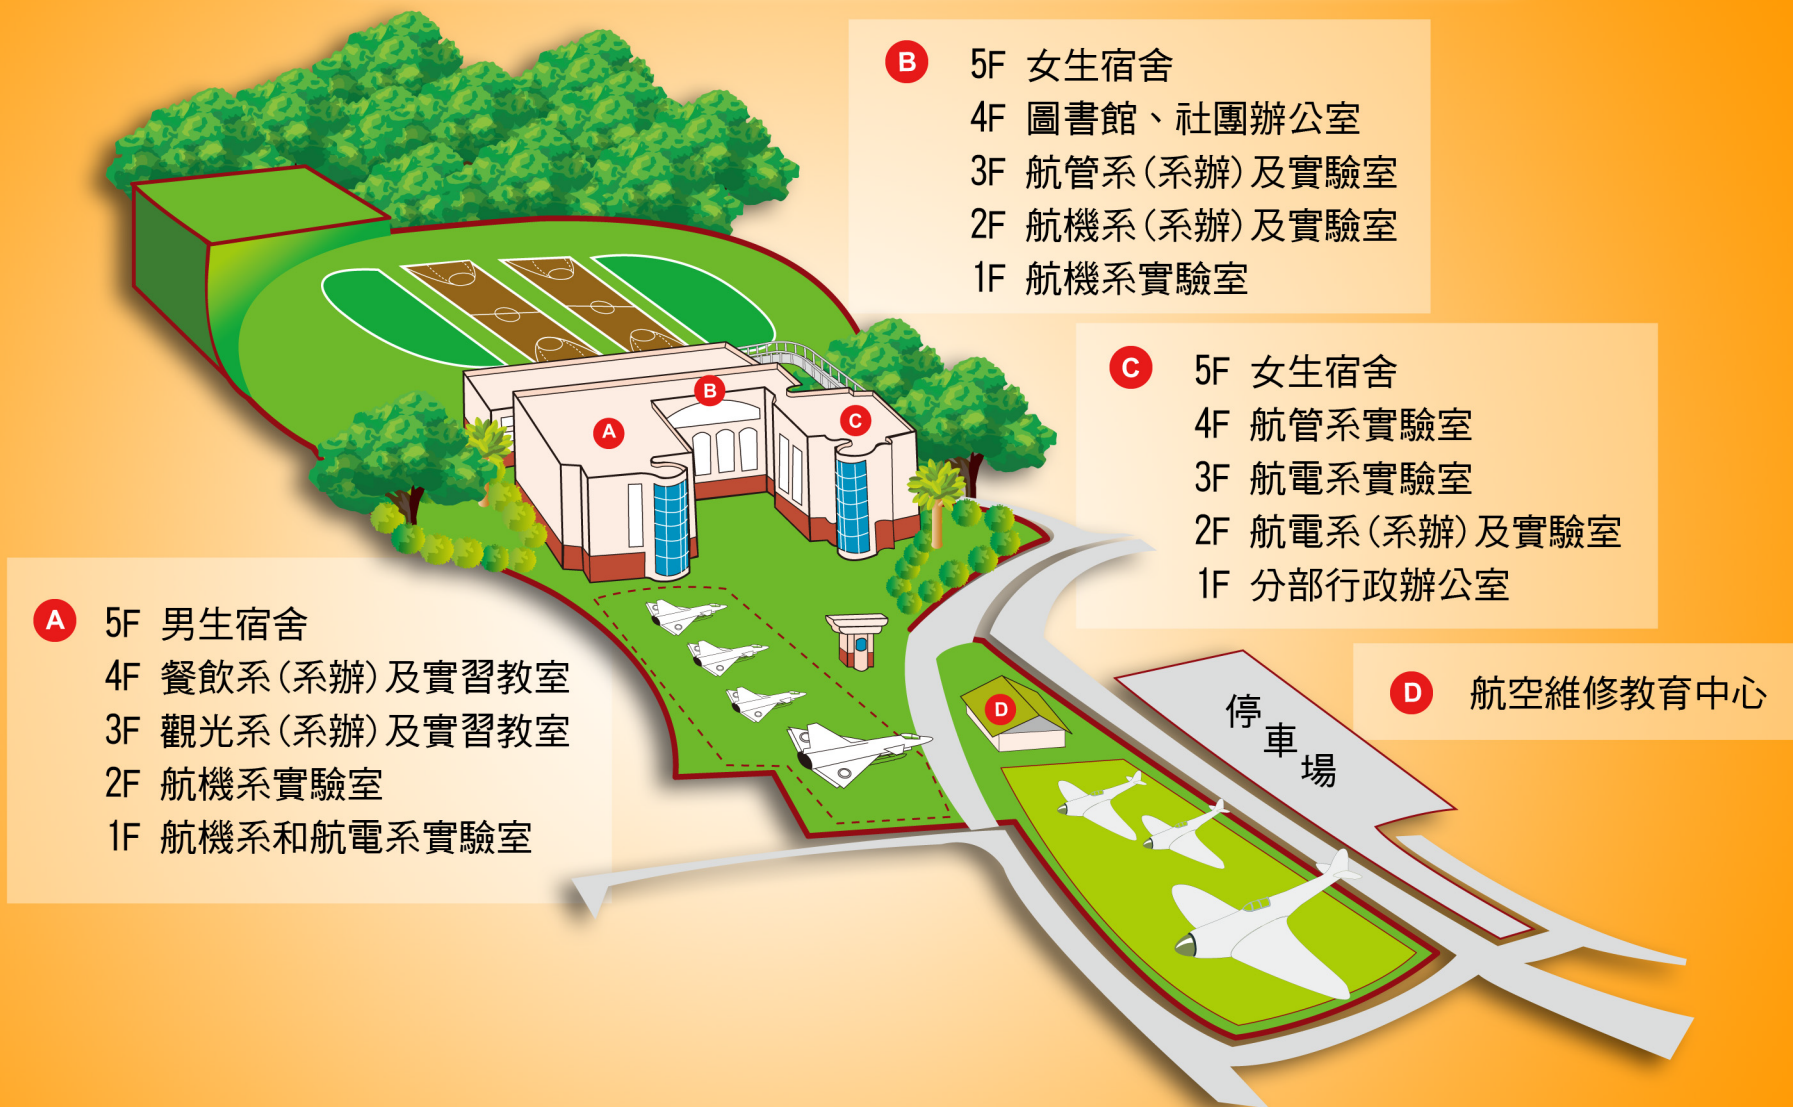 B 5F 女生宿舍
4F 圖書館、社團辦公室
3F 航管系(系辦)及實驗室
2F 航機系(系辦)及實驗室
1F 航機系實驗室
C 5F 女生宿舍
4F 航管系實驗室
3F 航電系實驗室
2F 航電系(系辦)及實驗室
1F 分部行政辦公室
B
A
C
A 5F 男生宿舍
4F 餐飲系(系辦)及實習教室
3F 觀光系(系辦)及實習教室
2F 航機系實驗室
1F 航機系和航電系實驗室
D
停車場
D 航空維修教育中心